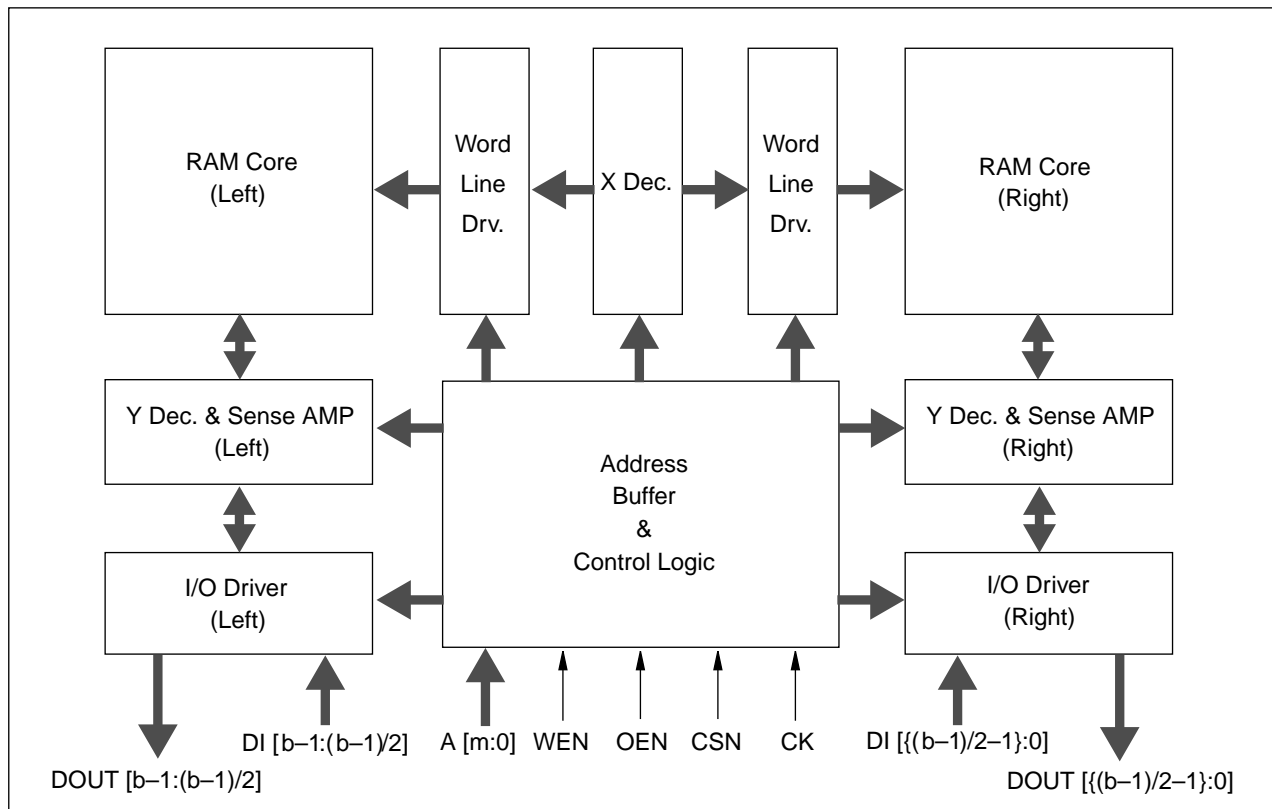 RAM Core
(Left)
Word
Line
Drv.
X Dec.
Word
Line
Drv.
RAM Core
(Right)
Y Dec. & Sense AMP
(Left)
Address
Buffer
&
Control Logic
Y Dec. & Sense AMP
(Right)
I/O Driver
(Left)
I/O Driver
(Right)
DI [b–1:(b–1)/2]
A [m:0]
WEN
OEN
CSN
CK
DI [{(b–1)/2–1}:0]
DOUT [b–1:(b–1)/2]
DOUT [{(b–1)/2–1}:0]